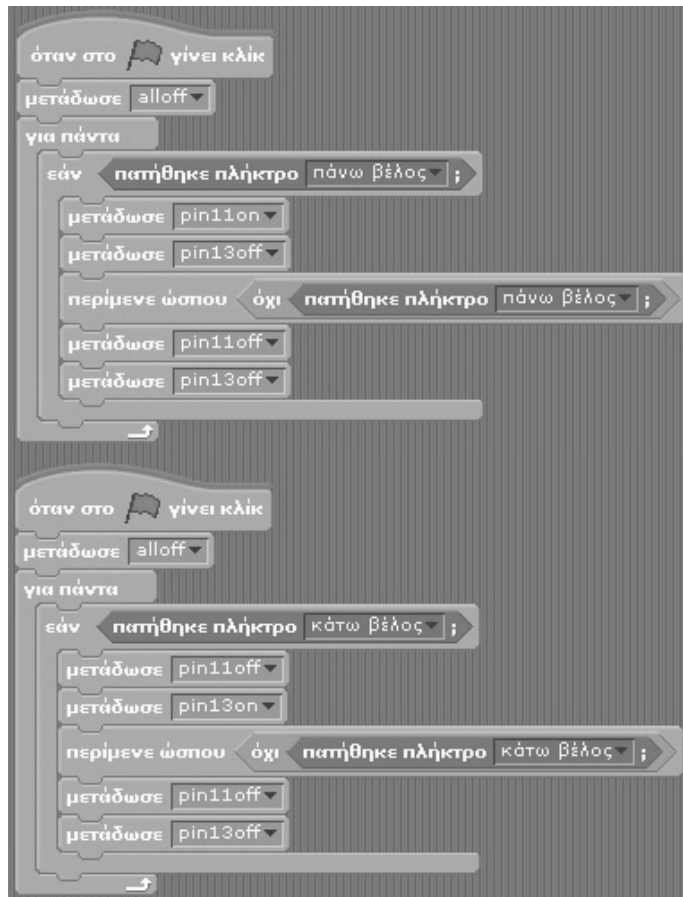 όταν στο γίνει κλίκ
μετάδωσε alloff
για πάντα
εάν πατήθηκε πλήκτρο πάνω βέλος ;
μετάδωσε pin11on
μετάδωσε pin13off
περίμενε ώσπου όχι πατήθηκε πλήκτρο πάνω βέλος ;
μετάδωσε pin11off
μετάδωσε pin13off
όταν στο γίνει κλίκ
μετάδωσε alloff
για πάντα
εάν πατήθηκε πλήκτρο κάτω βέλος ;
μετάδωσε pin11off
μετάδωσε pin13on
περίμενε ώσπου όχι πατήθηκε πλήκτρο κάτω βέλος ;
μετάδωσε pin11off
μετάδωσε pin13off